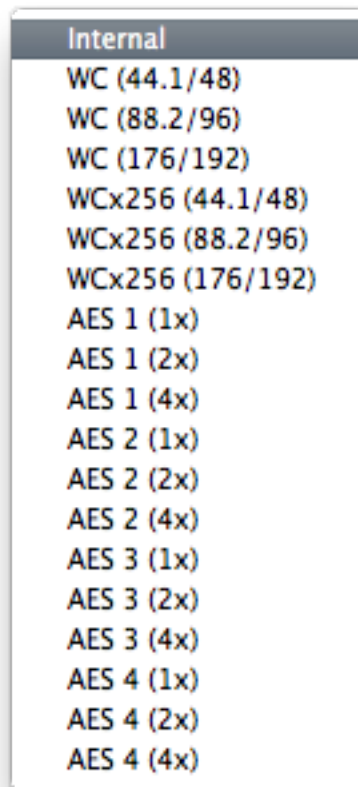 Internal
WC (44.1/48)
WC (88.2/96)
WC (176/192)
WCx256 (44.1/48)
WCx256 (88.2/96)
WCx256 (176/192)
AES 1 (1x)
AES 1 (2x)
AES 1 (4x)
AES 2 (1x)
AES 2 (2x)
AES 2 (4x)
AES 3 (1x)
AES 3 (2x)
AES 3 (4x)
AES 4 (1x)
AES 4 (2x)
AES 4 (4x)